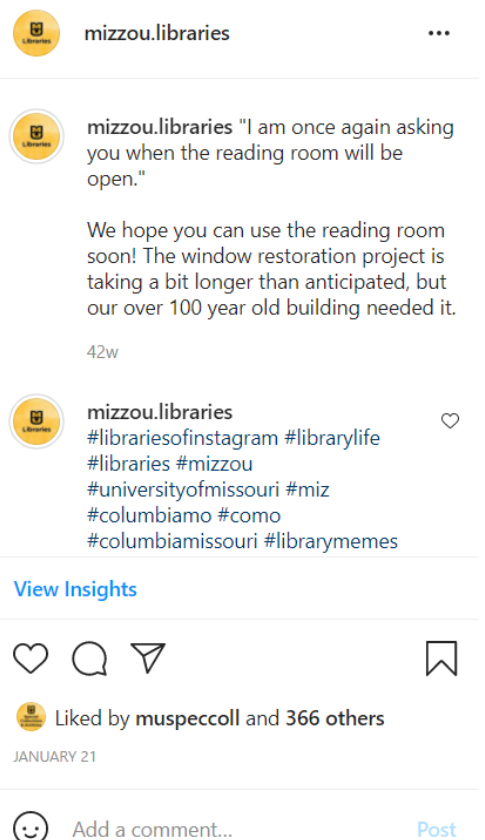 mizzou.libraries
Libraries
mizzou.libraries "I am once again asking
you when the reading room will be
open."
We hope you can use the reading room
soon! The window restoration project is
taking a bit longer than anticipated, but
our over 100 year old building needed it.
Libraries
42w
mizzou.libraries
#librariesofinstagram #librarylife
#libraries #mizzou
#universityofmissouri #miz
#columbiamo #como
#columbiamissouri #librarymemes
Libraries
View Insights
Liked by muspeccoll and 366 others
JANUARY 21
Add a comment...
Post